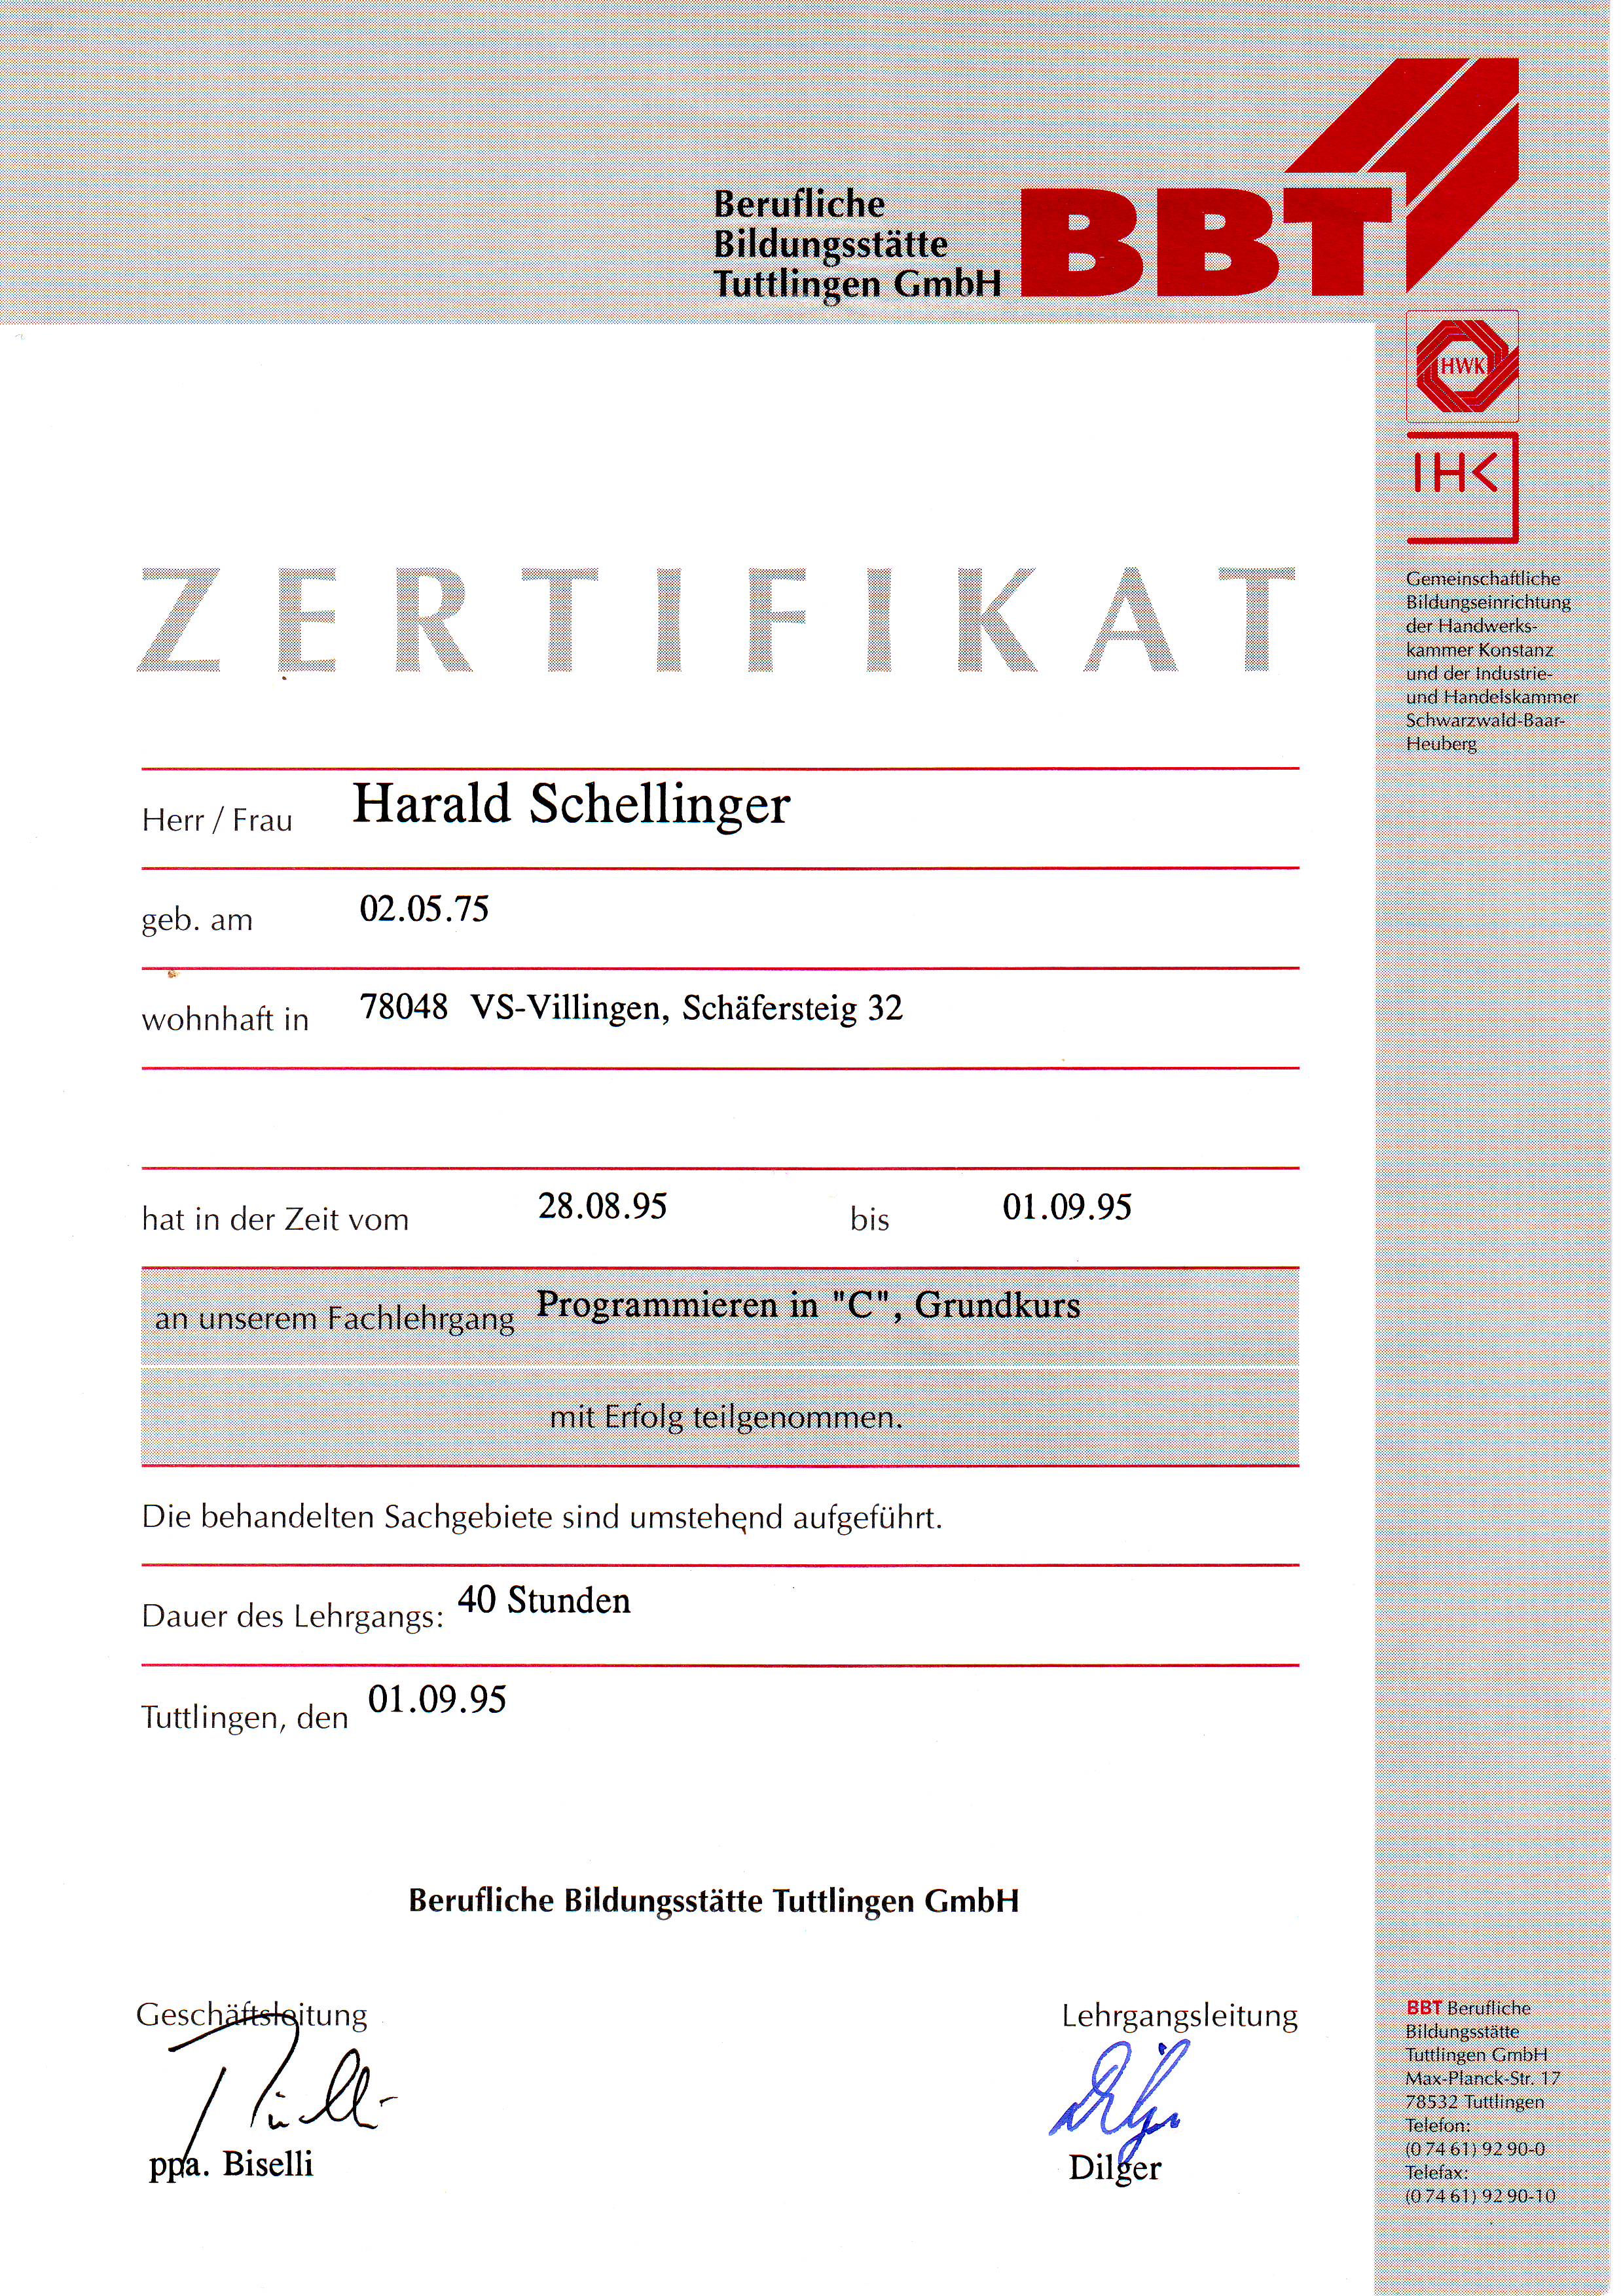 Berufliche
Bildungsstätte
Tuttlingen GmbH
BBT
HWK
IHK
Gemeinschaftliche
Bildungseinrichtung
der Handwerks-
kammer Konstanz
und der Industrie-
und Handelskammer
Schwarzwald-Baar-
Heuberg
ZERTIFIKAT
Herr / Frau Harald Schellinger
geb. am 02.05.75
wohnhaft in 78048 VS-Villingen, Schäfersteig 32
hat in der Zeit vom 28.08.95 bis 01.09.95
an unserem Fachlehrgang Programmieren in "C", Grundkurs
mit Erfolg teilgenommen.
Die behandelten Sachgebiete sind umstehend aufgeführt.
Dauer des Lehrgangs: 40 Stunden
Tuttlingen, den 01.09.95
Berufliche Bildungsstätte Tuttlingen GmbH
Geschäftsleitung Lehrgangsleitung
ppa. Biselli Dilger
BBT Berufliche
Bildungsstätte
Tuttlingen GmbH
Max-Planck-Str. 17
78532 Tuttlingen
Telefon:
(0 74 61) 92 90-0
Telefax:
(0 74 61) 92 90-10